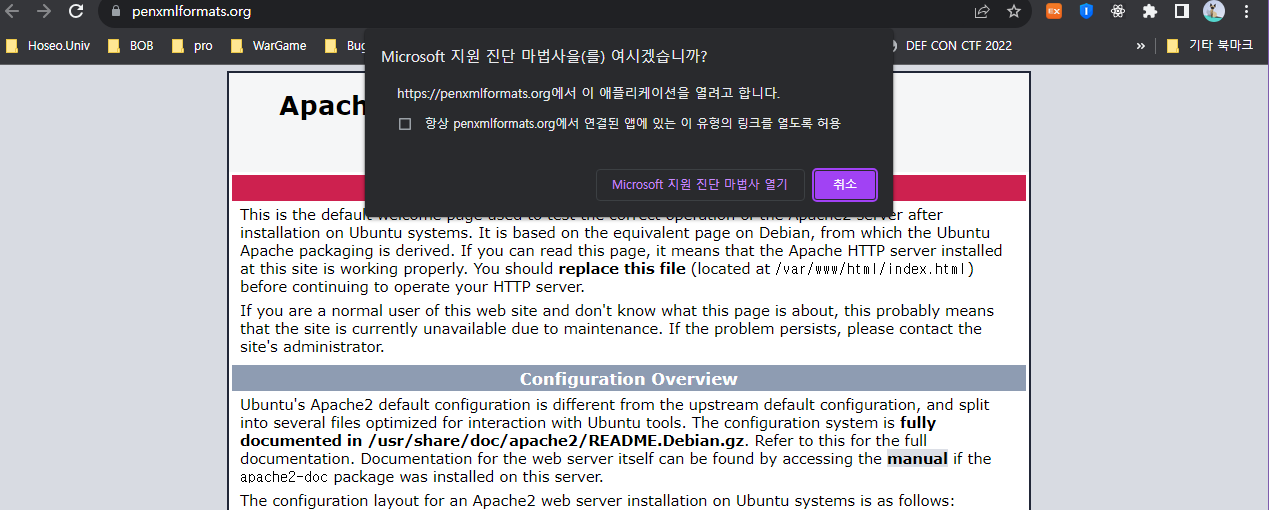 penxmlformats.org
Hoseo.Univ BOB pro WarGame Bug DEF CON CTF 2022 » 기타 북마크
Microsoft 지원 진단 마법사을(를) 여시겠습니까?
https://penxmlformats.org에서 이 애플리케이션을 열려고 합니다.
항상 penxmlformats.org에서 연결된 앱에 있는 이 유형의 링크를 열도록 허용
Microsoft 지원 진단 마법사 열기 취소
Apac
This is the default welcome page used to test the correct operation of the Apache2 server after
installation on Ubuntu systems. It is based on the equivalent page on Debian, from which the Ubuntu
Apache packaging is derived. If you can read this page, it means that the Apache HTTP server installed
at this site is working properly. You should replace this file (located at /var/www/html/index.html)
before continuing to operate your HTTP server.
If you are a normal user of this web site and don't know what this page is about, this probably means
that the site is currently unavailable due to maintenance. If the problem persists, please contact the
site's administrator.
Configuration Overview
Ubuntu's Apache2 default configuration is different from the upstream default configuration, and split
into several files optimized for interaction with Ubuntu tools. The configuration system is fully
documented in /usr/share/doc/apache2/README.Debian.gz. Refer to this for the full
documentation. Documentation for the web server itself can be found by accessing the manual if the
apache2-doc package was installed on this server.
The configuration layout for an Apache2 web server installation on Ubuntu systems is as follows: